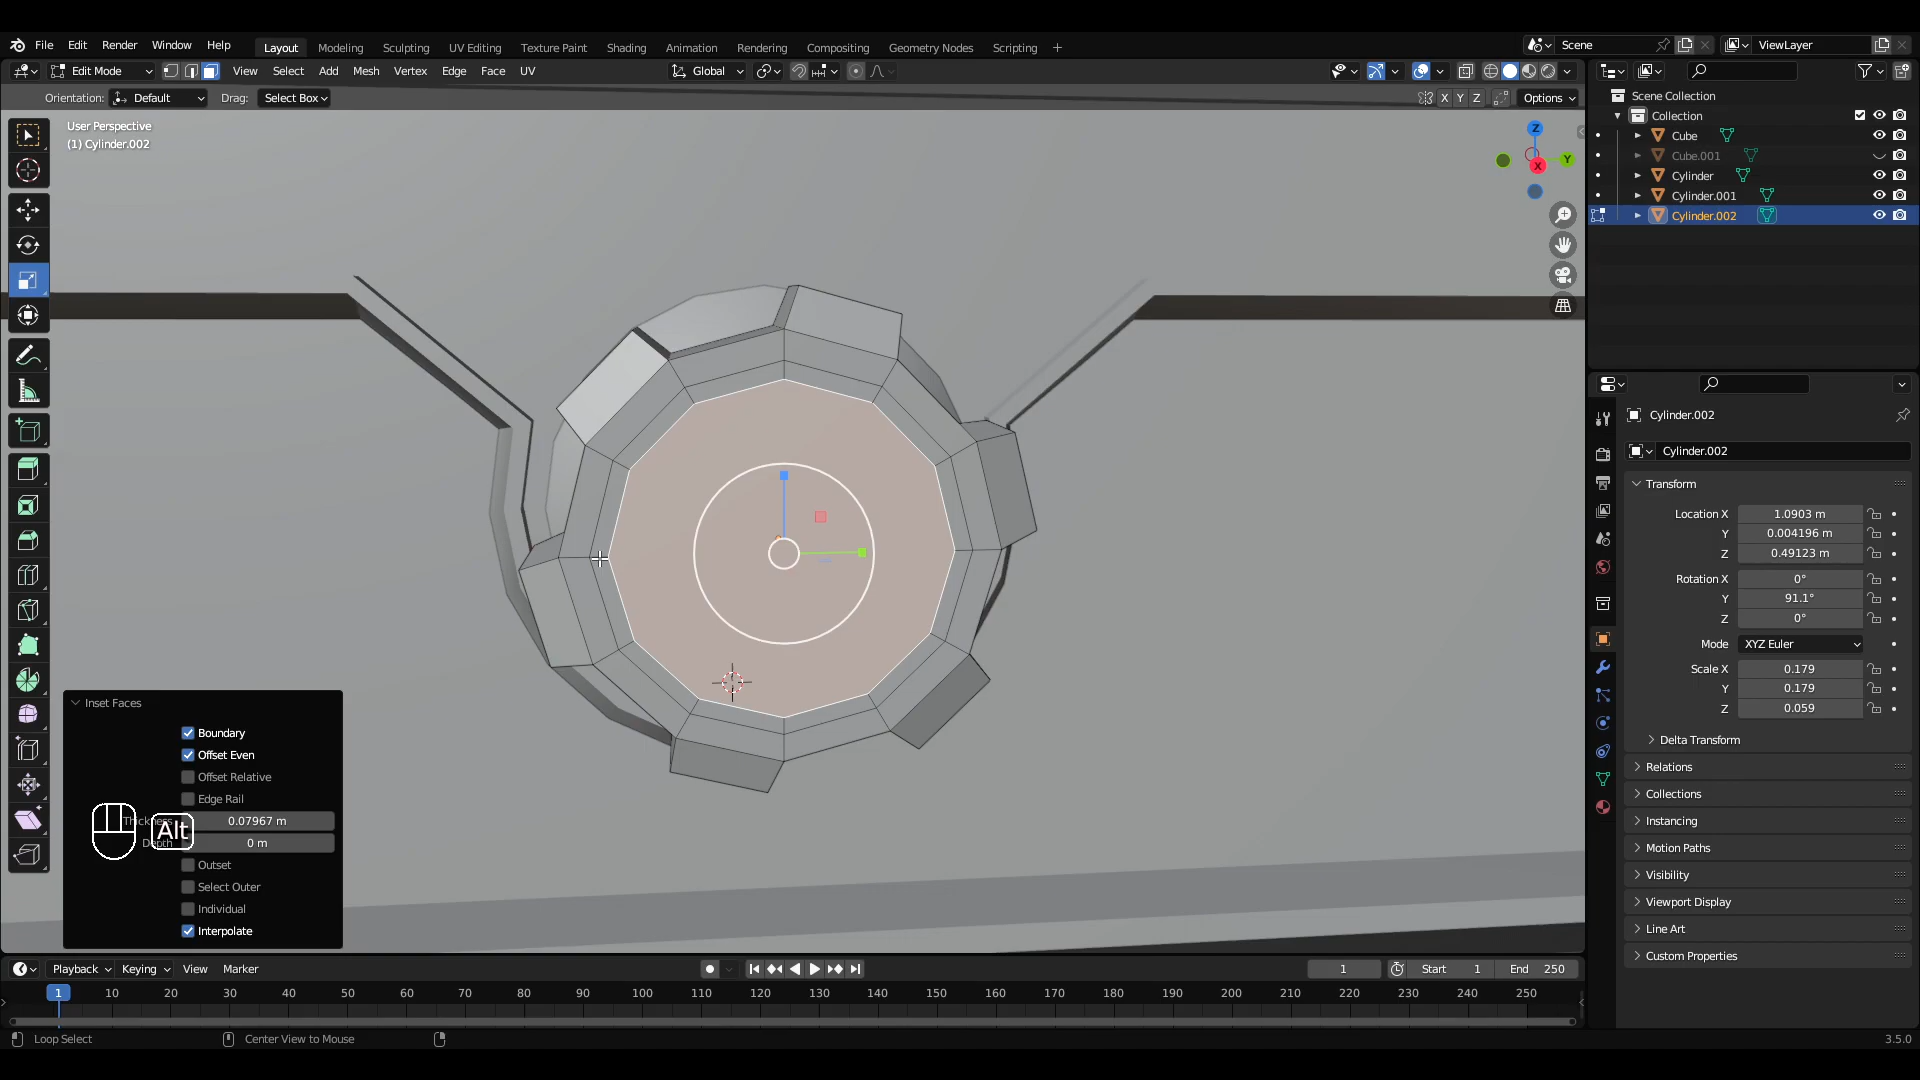 File Edit Render Window Help Layout Modeling Sculpting UV Editing Texture Paint Shading Animation Rendering Compositing Geometry Nodes Scripting + Scene ViewLayer
Edit Mode View Select Add Mesh Vertex Edge Face UV Global
Orientation: Default Drag: Select Box X Y Z Options
User Perspective
(1) Cylinder.002
Z
Y
X
Scene Collection
Collection
Cube
Cube.001
Cylinder
Cylinder.001
Cylinder.002
Cylinder.002
Cylinder.002
Transform
Location X 1.0903 m
Y 0.004196 m
Z 0.49123 m
Rotation X 0°
Y 91.1°
Z 0°
Mode XYZ Euler
Scale X 0.179
Y 0.179
Z 0.059
Delta Transform
Relations
Collections
Instancing
Motion Paths
Visibility
Viewport Display
Line Art
Custom Properties
Inset Faces
Boundary
Offset Even
Offset Relative
Edge Rail
Thickness 0.07967 m
Alt
Depth 0 m
Outset
Select Outer
Individual
Interpolate
Playback Keying View Marker 1 Start 1 End 250
1 10 20 30 40 50 60 70 80 90 100 110 120 130 140 150 160 170 180 190 200 210 220 230 240 250
Loop Select Center View to Mouse 3.5.0